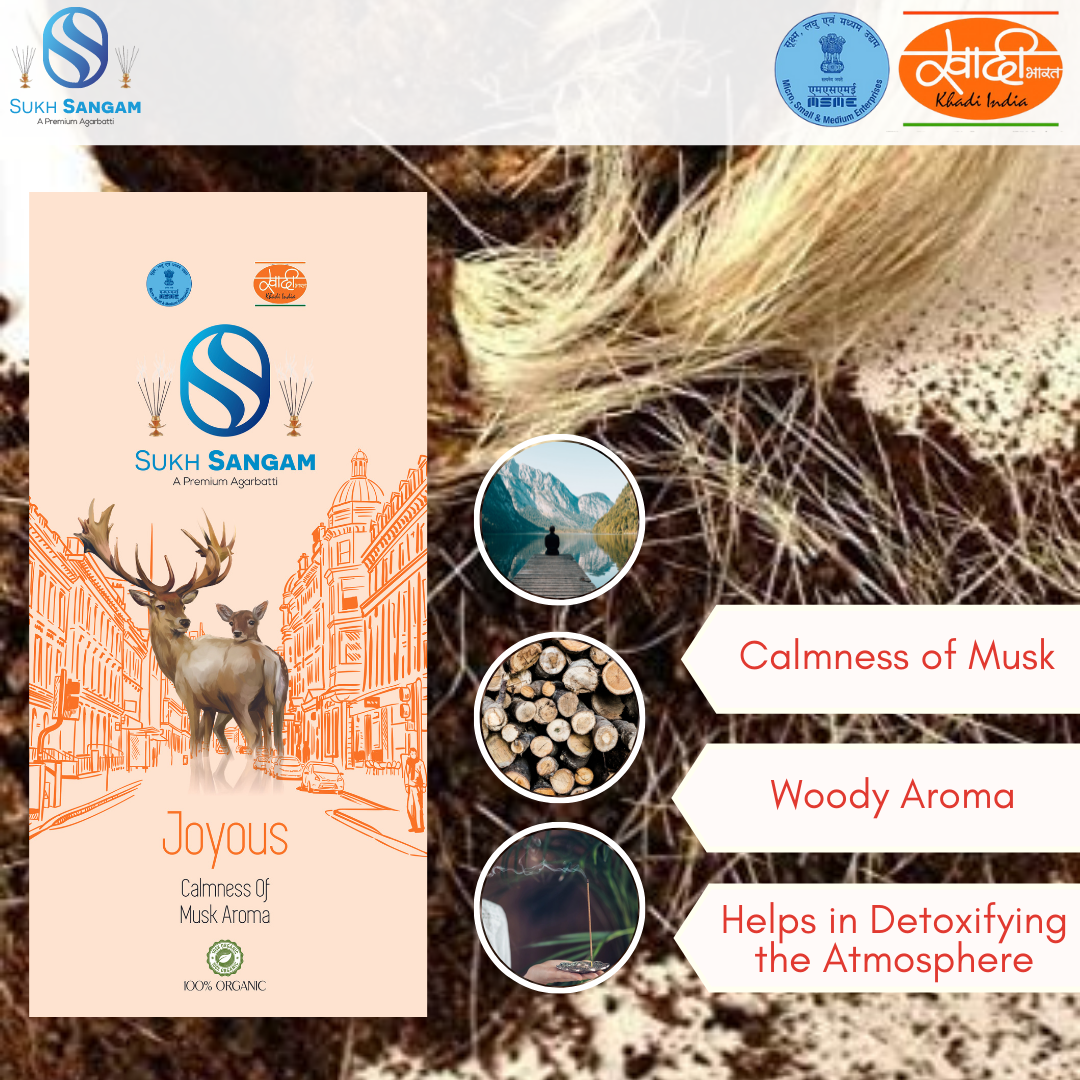 SUKH SANGAM
A Premium Agarbatti
सूक्ष्म, लघु एवं मध्यम उद्यम
एमएसएमई
MSME
Micro, Small & Medium Enterprises
खादी भारत
Khadi India
खादी
Khadi India
SUKH SANGAM
A Premium Agarbatti
Joyous
Calmness Of
Musk Aroma
100% ORGANIC
Calmness of Musk
Woody Aroma
Helps in Detoxifying
the Atmosphere